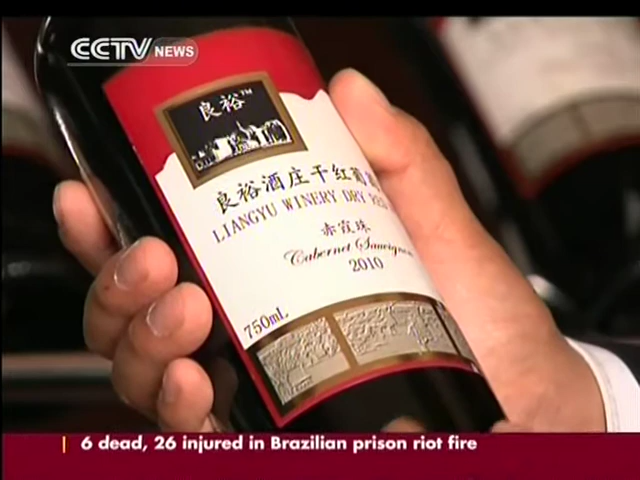 CCTV NEWS
良裕™
良裕酒庄干红葡
LIANGYU WINERY DRY RED
赤霞珠
Cabernet Sauvignon
2010
750mL
6 dead, 26 injured in Brazilian prison riot fire